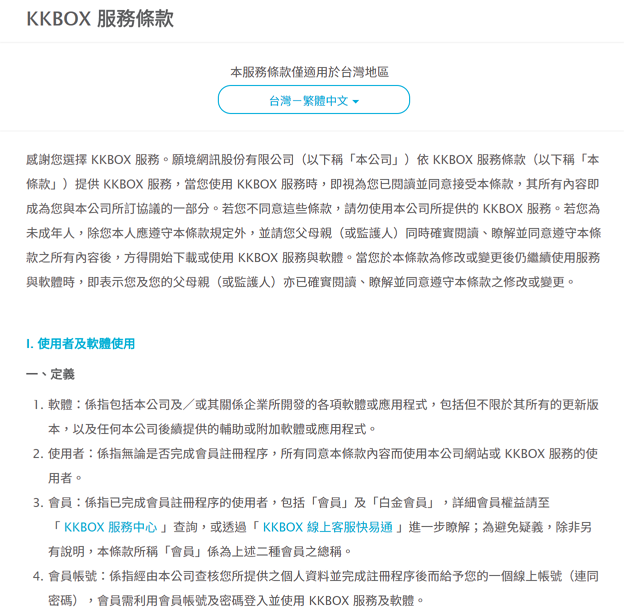 KKBOX 服務條款
本服務條款僅適用於台灣地區
台灣－繁體中文
感謝您選擇 KKBOX 服務。願境網訊股份有限公司（以下稱「本公司」）依 KKBOX 服務條款（以下稱「本
條款」）提供 KKBOX 服務，當您使用 KKBOX 服務時，即視為您已閱讀並同意接受本條款，其所有內容即
成為您與本公司所訂協議的一部分。若您不同意這些條款，請勿使用本公司所提供的 KKBOX 服務。若您為
未成年人，除您本人應遵守本條款規定外，並請您父母親（或監護人）同時確實閱讀、瞭解並同意遵守本條
款之所有內容後，方得開始下載或使用 KKBOX 服務與軟體。當您於本條款為修改或變更後仍繼續使用服務
與軟體時，即表示您及您的父母親（或監護人）亦已確實閱讀、瞭解並同意遵守本條款之修改或變更。
I. 使用者及軟體使用
一、定義
1. 軟體：係指包括本公司及／或其關係企業所開發的各項軟體或應用程式，包括但不限於其所有的更新版
本，以及任何本公司後續提供的輔助或附加軟體或應用程式。
2. 使用者：係指無論是否完成會員註冊程序，所有同意本條款內容而使用本公司網站或 KKBOX 服務的使
用者。
3. 會員：係指已完成會員註冊程序的使用者，包括「會員」及「白金會員」，詳細會員權益請至
「 KKBOX 服務中心 」查詢，或透過「 KKBOX 線上客服快易通 」進一步瞭解；為避免疑義，除非另
有說明，本條款所稱「會員」係為上述二種會員之總稱。
4. 會員帳號：係指經由本公司查核您所提供之個人資料並完成註冊程序後而給予您的一個線上帳號（連同
密碼），會員需利用會員帳號及密碼登入並使用 KKBOX 服務及軟體。